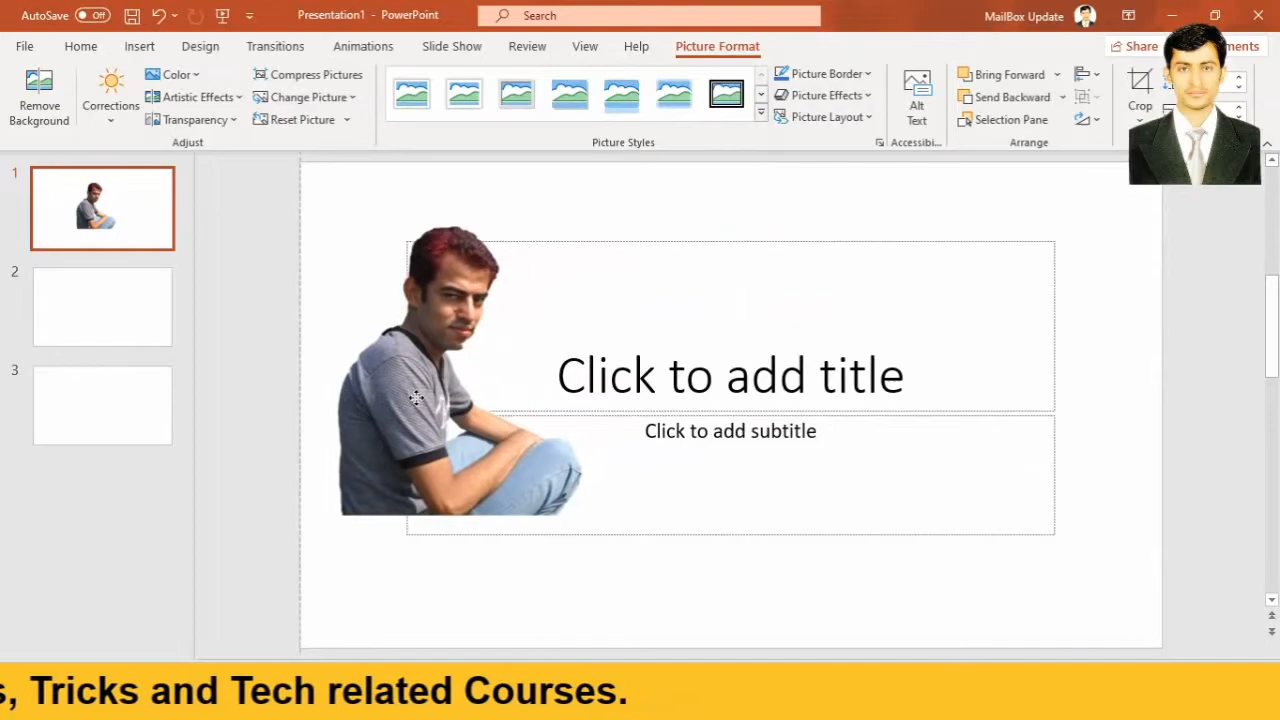 AutoSave Off Presentation1 - PowerPoint Search MailBox Update
File Home Insert Design Transitions Animations Slide Show Review View Help Picture Format Share
Remove Background
Corrections
Color
Artistic Effects
Transparency
Compress Pictures
Change Picture
Reset Picture
Adjust
Picture Border
Picture Effects
Picture Layout
Picture Styles
Alt Text
Accessibi...
Bring Forward
Send Backward
Selection Pane
Arrange
Crop
1
2
3
Click to add title
Click to add subtitle
s, Tricks and Tech related Courses.